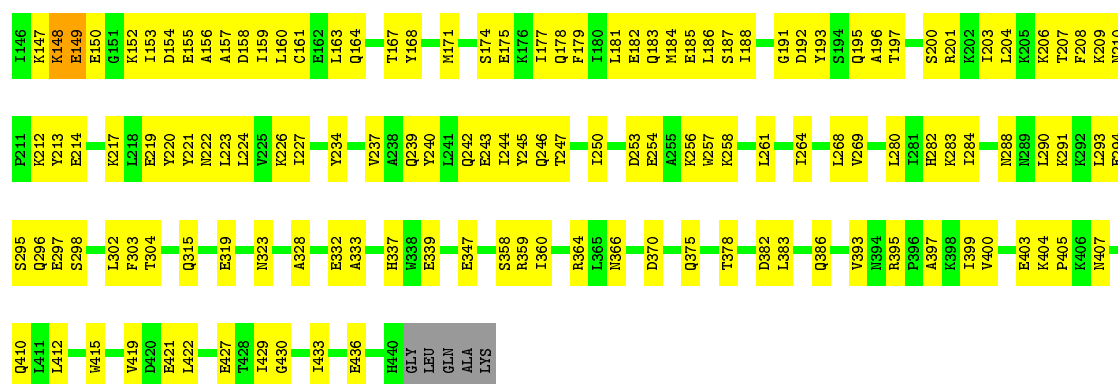 I146 K147 K148 E149 E150 G151 K152 I153 D154 E155 A156 A157 D158 I159 L160 C161 E162 L163 Q164 T167 Y168 M171 S174 E175 K176 I177 Q178 F179 I180 L181 E182 Q183 M184 E185 L186 S187 I188 G191 D192 Y193 S194 Q195 A196 T197 S200 R201 K202 I203 L204 K205 K206 T207 F208 K209 N210
P211 K212 Y213 E214 K217 L218 E219 Y220 Y221 N222 L223 L224 V225 K226 I227 Y234 V237 A238 Q239 Y240 L241 Q242 E243 I244 Y245 Q246 T247 I250 D253 E254 A255 K256 W257 K258 L261 I264 L268 V269 L280 I281 H282 K283 I284 N288 N289 L290 K291 K292 L293
S295 Q296 E297 S298 L302 F303 T304 Q315 E319 N323 A328 E332 A333 H337 W338 E339 E347 S358 R359 I360 R364 L365 N366 D370 Q375 T378 D382 L383 Q386 V393 N394 R395 P396 A397 K398 I399 V400 E403 K404 P405 K406 N407
Q410 L411 L412 W415 V419 D420 E421 L422 E427 T428 I429 G430 I433 E436 H440 GLY LEU GLN ALA LYS